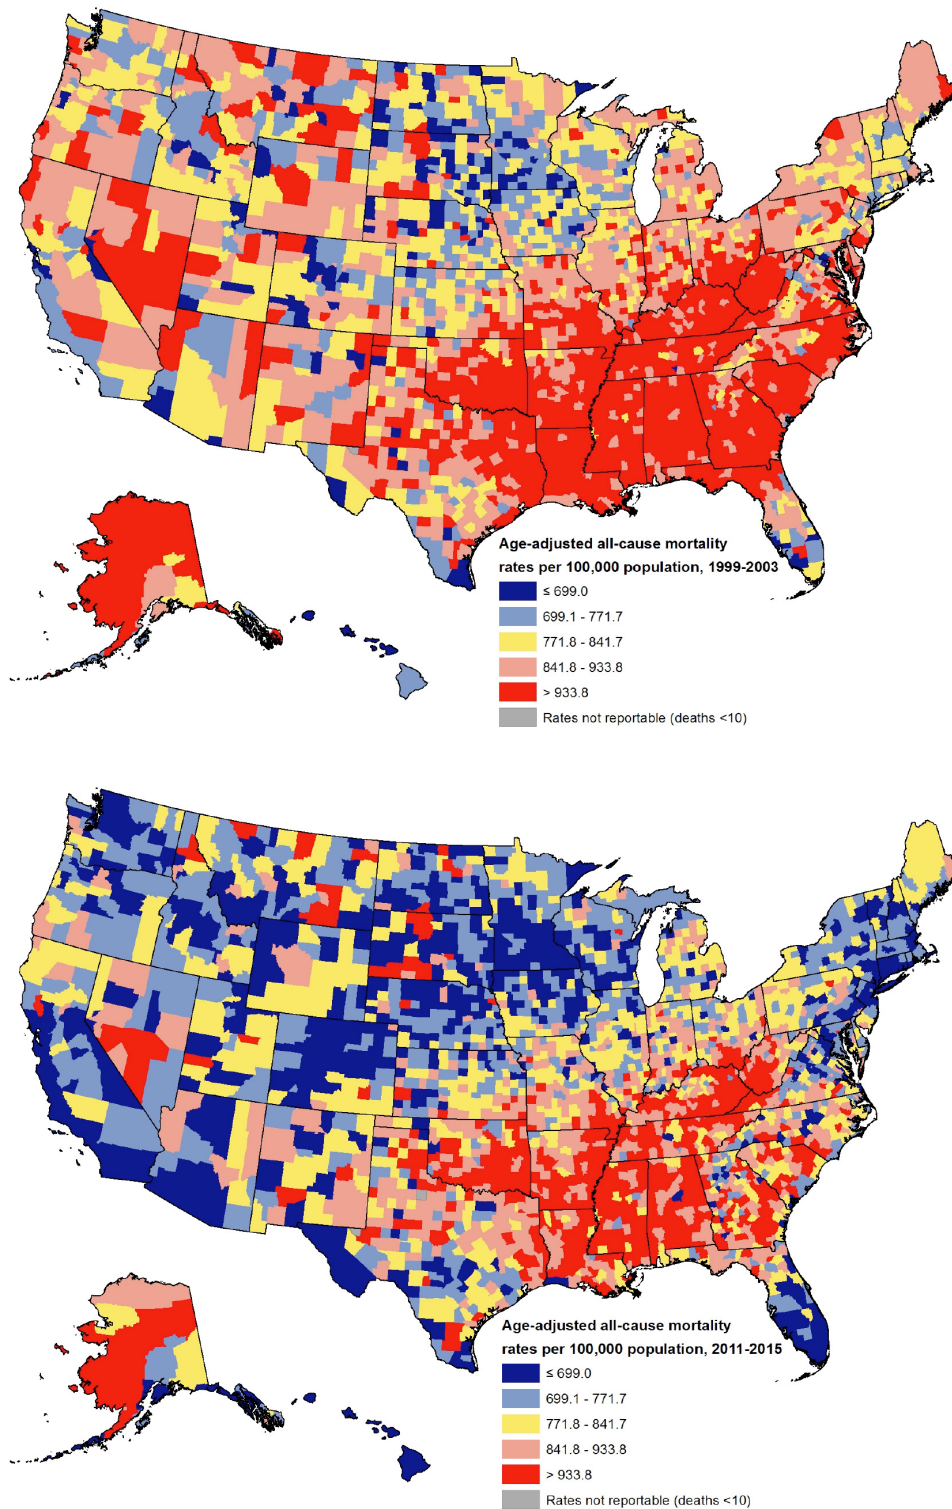 Age-adjusted all-cause mortality
rates per 100,000 population, 1999-2003
≤ 699.0
699.1 - 771.7
771.8 - 841.7
841.8 - 933.8
> 933.8
Rates not reportable (deaths <10)
Age-adjusted all-cause mortality
rates per 100,000 population, 2011-2015
≤ 699.0
699.1 - 771.7
771.8 - 841.7
841.8 - 933.8
> 933.8
Rates not reportable (deaths <10)